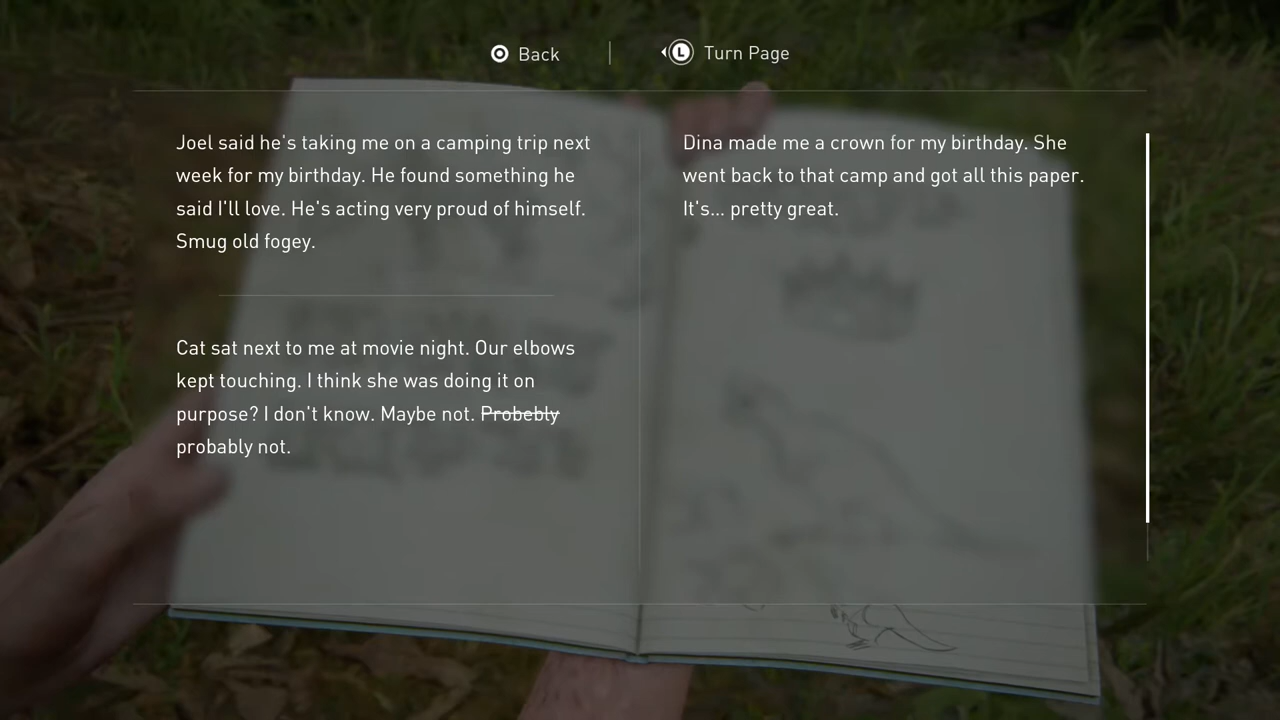 Back
L Turn Page
Joel said he's taking me on a camping trip next
week for my birthday. He found something he
said I'll love. He's acting very proud of himself.
Smug old fogey.
Cat sat next to me at movie night. Our elbows
kept touching. I think she was doing it on
purpose? I don't know. Maybe not. Probebly
probably not.
Dina made me a crown for my birthday. She
went back to that camp and got all this paper.
It's... pretty great.